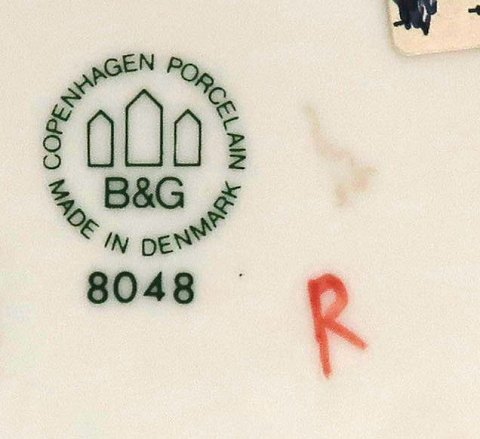 COPENHAGEN PORCELAIN
B&G
MADE IN DENMARK
8048
R